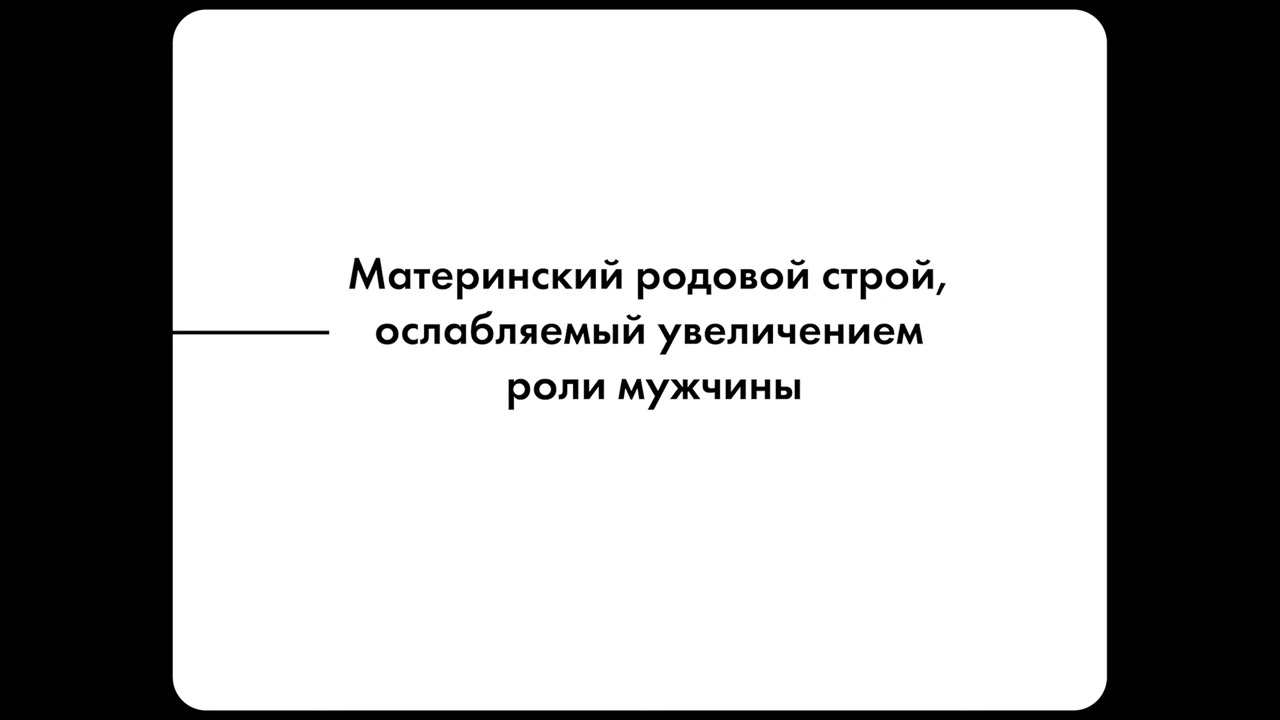 Материнский родовой строй,
ослабляемый увеличением
роли мужчины